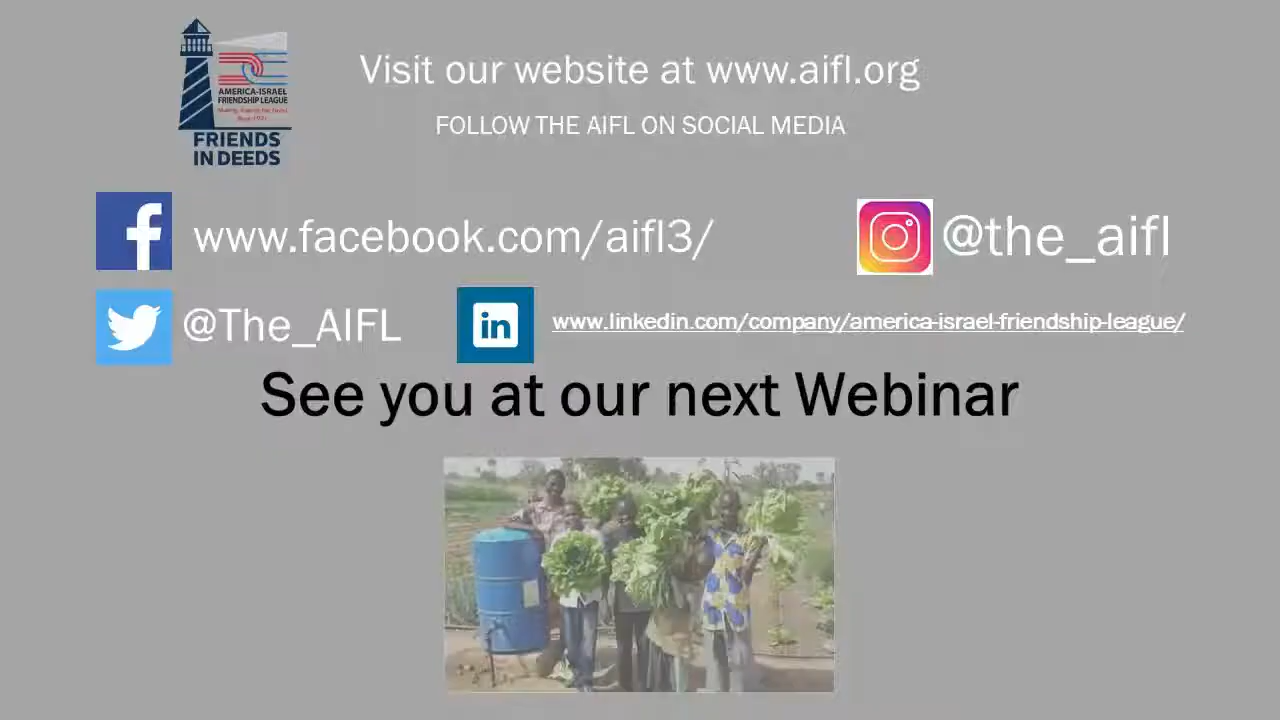 Visit our website at www.aifl.org
AMERICA-ISRAEL
FRIENDSHIP LEAGUE
FRIENDS
IN DEEDS
FOLLOW THE AIFL ON SOCIAL MEDIA
www.facebook.com/aifl3/
@the_aifl
@The_AIFL
in
www.linkedin.com/company/america-israel-friendship-league/
See you at our next Webinar